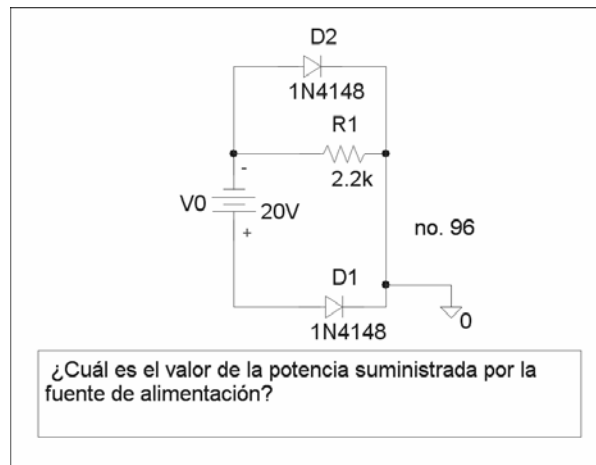 D2
1N4148
R1
2.2k
-
V0
20V
+
no. 96
D1
1N4148
0
¿Cuál es el valor de la potencia suministrada por la
fuente de alimentación?